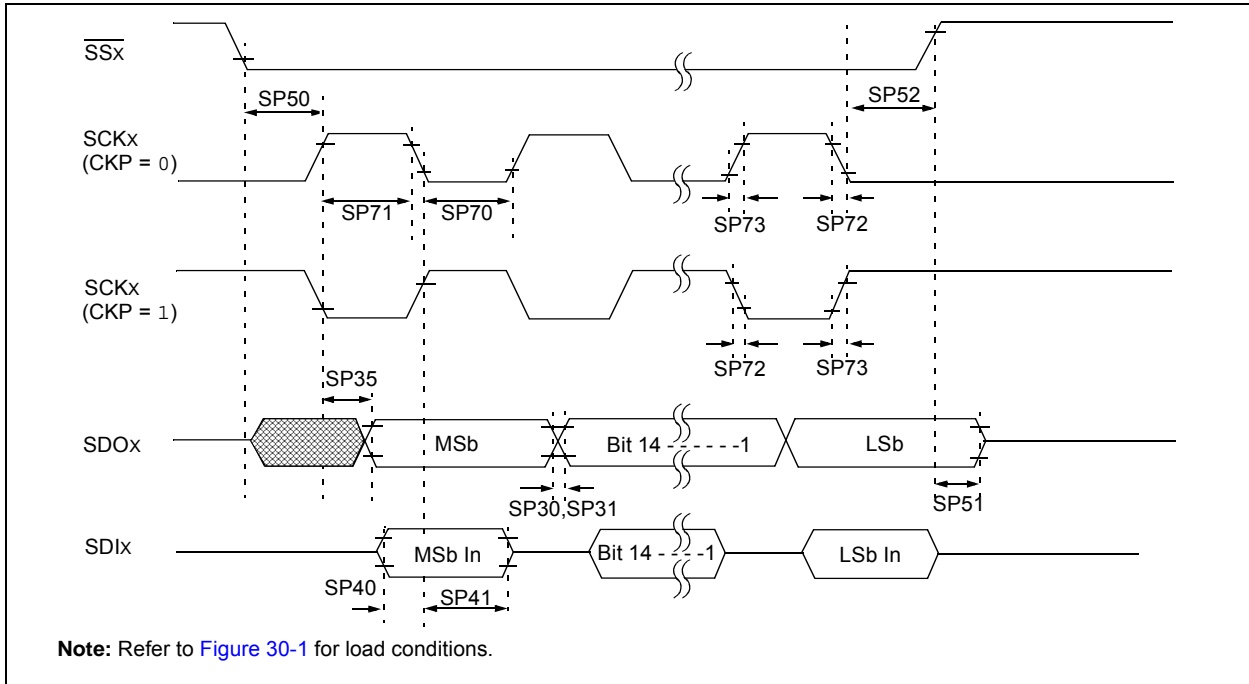 SSX
SP50
SP52
SCKX
(CKP = 0)
SP71
SP70
SP73
SP72
SCKX
(CKP = 1)
SP72
SP73
SP35
SDOX
MSb
Bit 14 - - - - - -1
LSb
SP30,SP31
SP51
SDIX
MSb In
Bit 14 - - - -1
LSb In
SP40
SP41
Note: Refer to Figure 30-1 for load conditions.